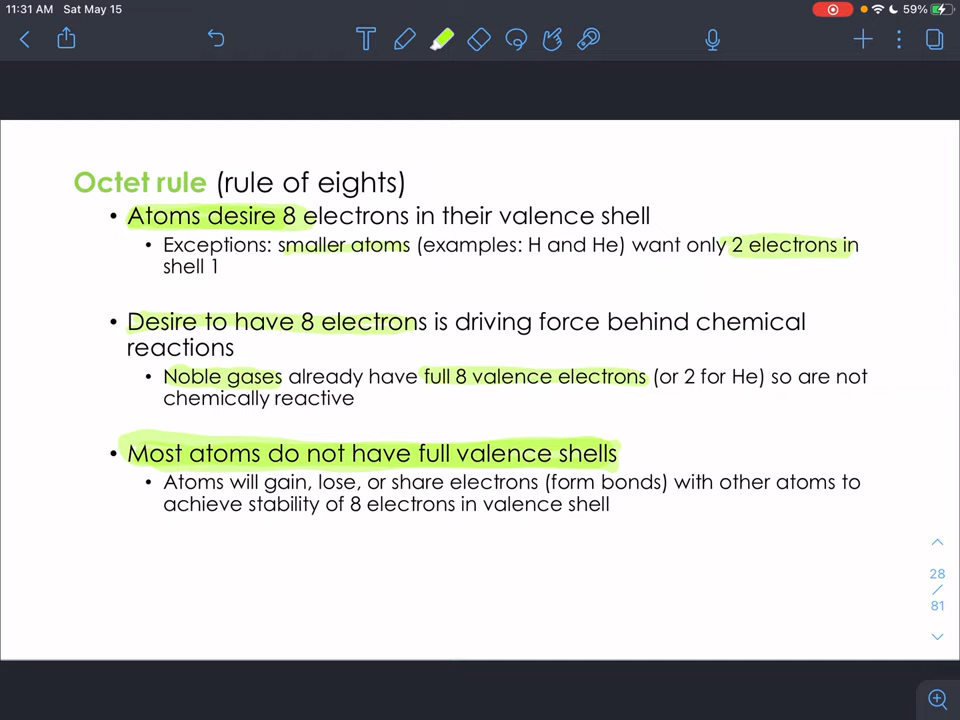 11:31 AM Sat May 15
59%
Octet rule (rule of eights)
• Atoms desire 8 electrons in their valence shell
• Exceptions: smaller atoms (examples: H and He) want only 2 electrons in
shell 1
• Desire to have 8 electrons is driving force behind chemical
reactions
• Noble gases already have full 8 valence electrons (or 2 for He) so are not
chemically reactive
• Most atoms do not have full valence shells
• Atoms will gain, lose, or share electrons (form bonds) with other atoms to
achieve stability of 8 electrons in valence shell
28
/
81